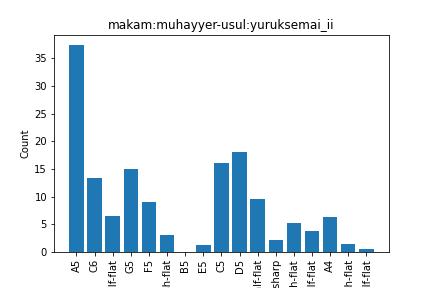 makam:muhayyer-usul:yuruksemai_ii
Count
35
30
25
20
15
10
5
0
A5
C6
lf-flat
G5
F5
h-flat
B5
E5
C5
D5
lf-flat
sharp
h-flat
lf-flat
A4
h-flat
lf-flat